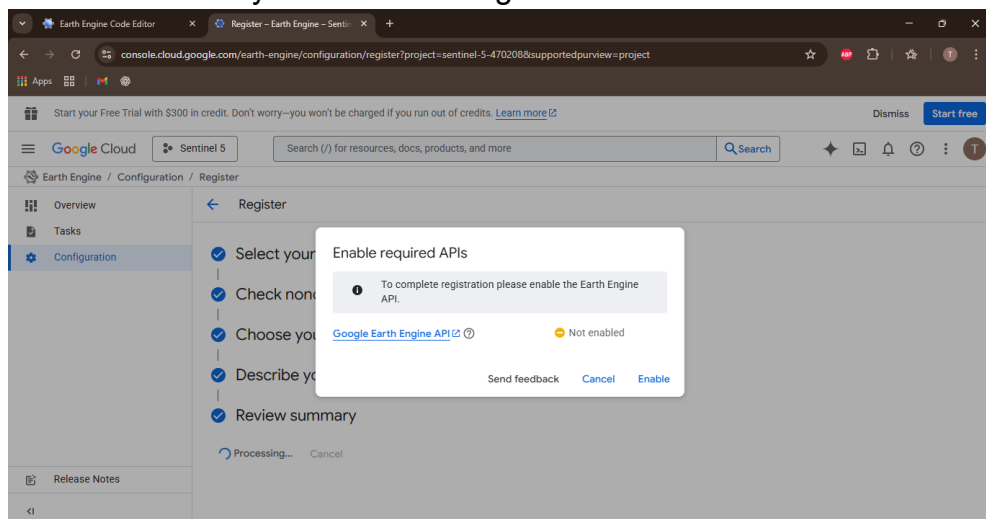 Earth Engine Code Editor
Register – Earth Engine – Sentin
console.cloud.google.com/earth-engine/configuration/register?project=sentinel-5-470208&supportedpurview=project
ABP
T
Apps
Start your Free Trial with $300 in credit. Don't worry—you won't be charged if you run out of credits. Learn more
Dismiss
Start free
Google Cloud
Sentinel 5
Search (/) for resources, docs, products, and more
Search
T
Earth Engine / Configuration / Register
Overview
Register
Tasks
Configuration
Select your
Check nonc
Choose you
Describe yo
Review summary
Processing... Cancel
Enable required APIs
To complete registration please enable the Earth Engine
API.
Google Earth Engine API
Not enabled
Send feedback Cancel Enable
Release Notes